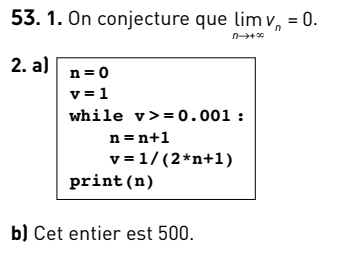 53. 1. On conjecture que lim vₙ = 0.
n→+∞
2. a)
n=0
v=1
while v>=0.001:
n=n+1
v=1/(2*n+1)
print(n)
b) Cet entier est 500.